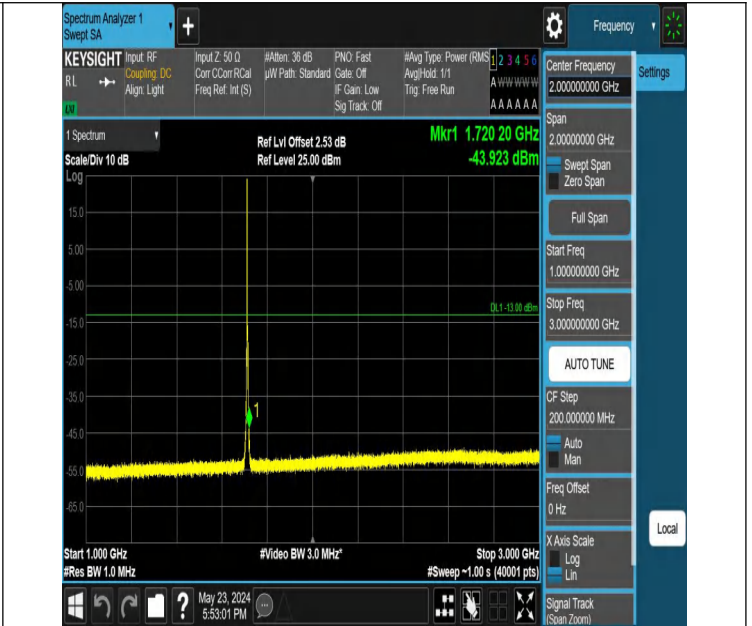 Spectrum Analyzer 1
Swept SA
+
Frequency
KEYSIGHT
RL
Input: RF
Coupling: DC
Align: Light
Input Z: 50 Ω
Corr CCorr RCal
Freq Ref: Int (S)
#Atten: 36 dB
µW Path: Standard
PNO: Fast
Gate: Off
IF Gain: Low
Sig Track: Off
#Avg Type: Power (RMS
Avg|Hold: 1/1
Trig: Free Run
1 2 3 4 5 6
A W W W W W
A A A A A A
1 Spectrum
Scale/Div 10 dB
Log
Ref Lvl Offset 2.53 dB
Ref Level 25.00 dBm
Mkr1 1.720 20 GHz
-43.923 dBm
15.0
5.00
-5.00
DL1 -13.00 dBm
-15.0
-25.0
-35.0
1
-45.0
-55.0
-65.0
Start 1.000 GHz
#Res BW 1.0 MHz
#Video BW 3.0 MHz*
Stop 3.000 GHz
#Sweep ~1.00 s (40001 pts)
?
May 23, 2024
5:53:01 PM
Center Frequency
2.000000000 GHz
Settings
Span
2.00000000 GHz
Swept Span
Zero Span
Full Span
Start Freq
1.000000000 GHz
Stop Freq
3.000000000 GHz
AUTO TUNE
CF Step
200.000000 MHz
Auto
Man
Freq Offset
0 Hz
X Axis Scale
Log
Lin
Local
Signal Track
(Span Zoom)